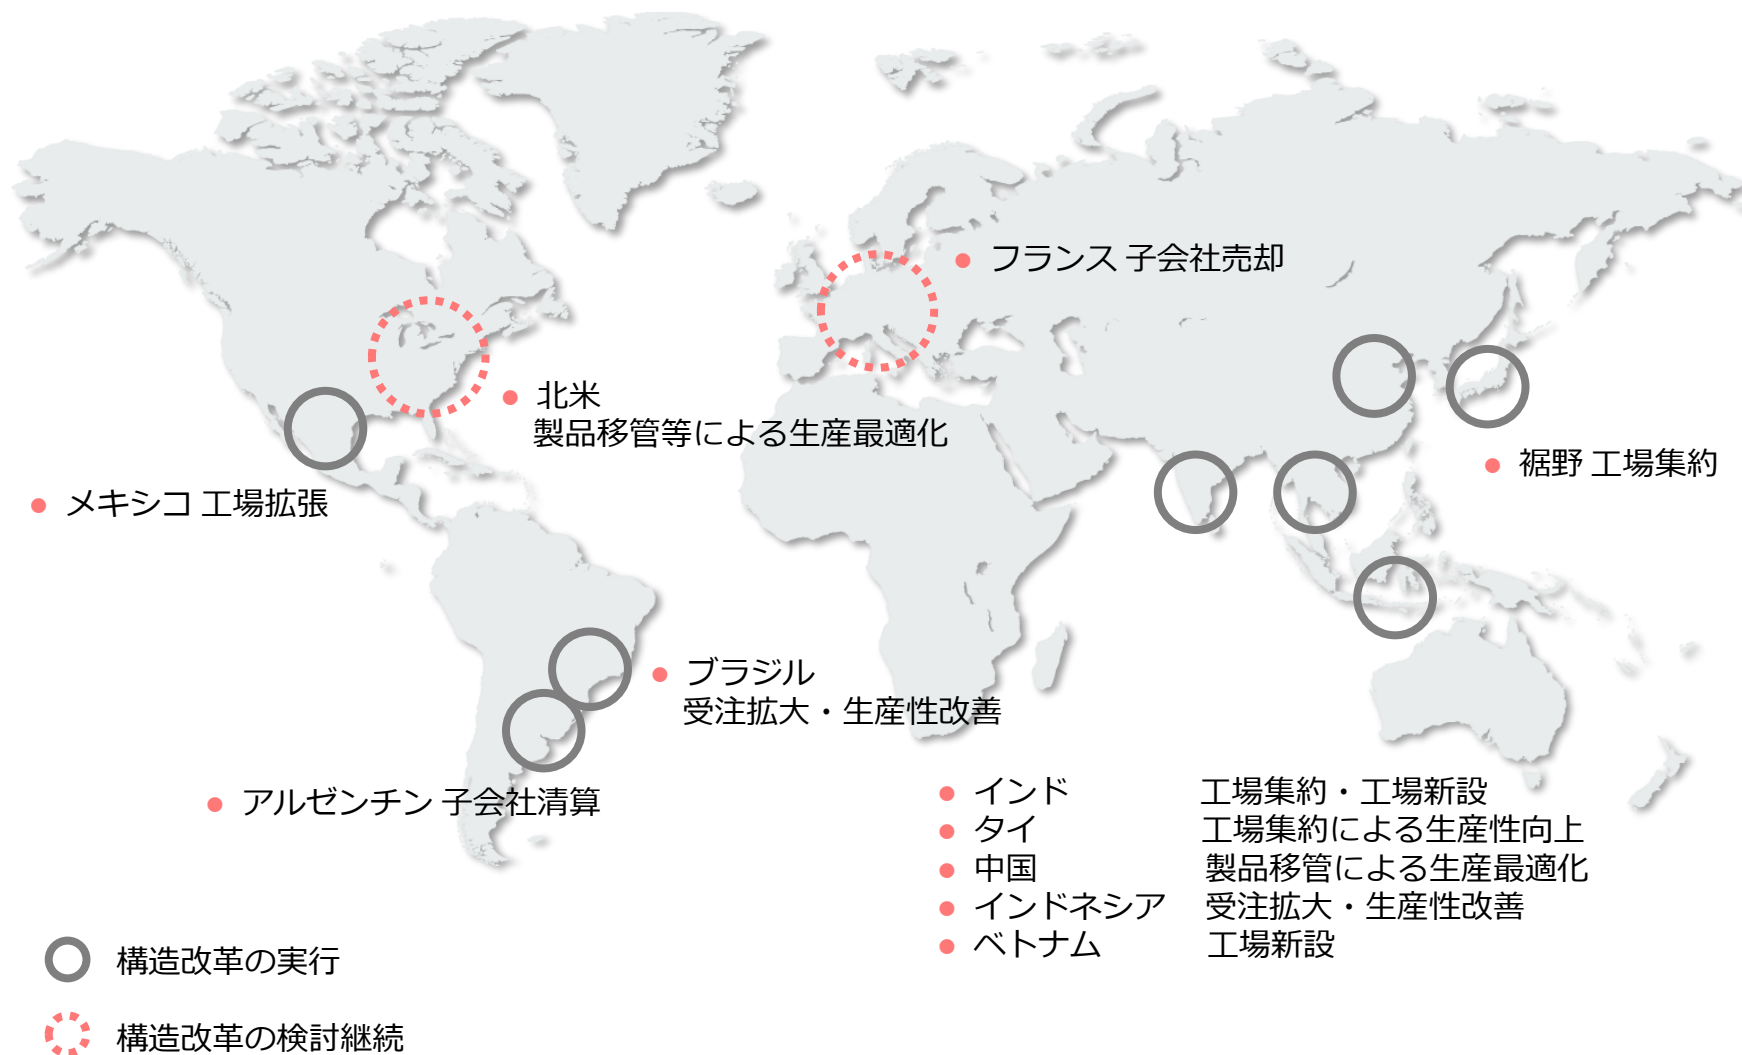 ● フランス 子会社売却
● 北米
製品移管等による生産最適化
● メキシコ 工場拡張
● 裾野 工場集約
● ブラジル
受注拡大・生産性改善
● アルゼンチン 子会社清算
● インド 工場集約・工場新設
● タイ 工場集約による生産性向上
● 中国 製品移管による生産最適化
● インドネシア 受注拡大・生産性改善
● ベトナム 工場新設
構造改革の実行
構造改革の検討継続